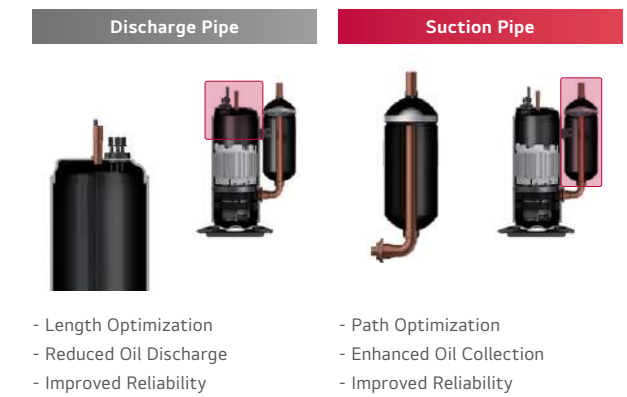 Discharge Pipe
Suction Pipe
- Length Optimization
- Reduced Oil Discharge
- Improved Reliability
- Path Optimization
- Enhanced Oil Collection
- Improved Reliability